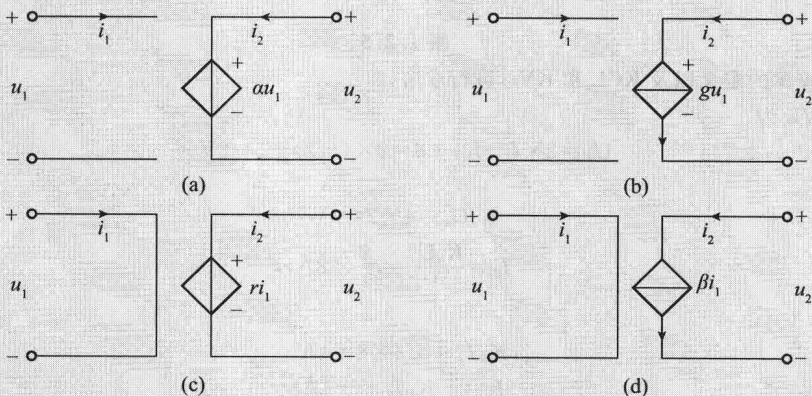 + i₁ i₂ + + i₁ i₂ +
+ +
u₁ αu₁ u₂ u₁ gu₁ u₂
− −
− − − −
(a) (b)
+ i₁ i₂ + + i₁ i₂ +
+
u₁ ri₁ u₂ u₁ βi₁ u₂
−
− − − −
(c) (d)